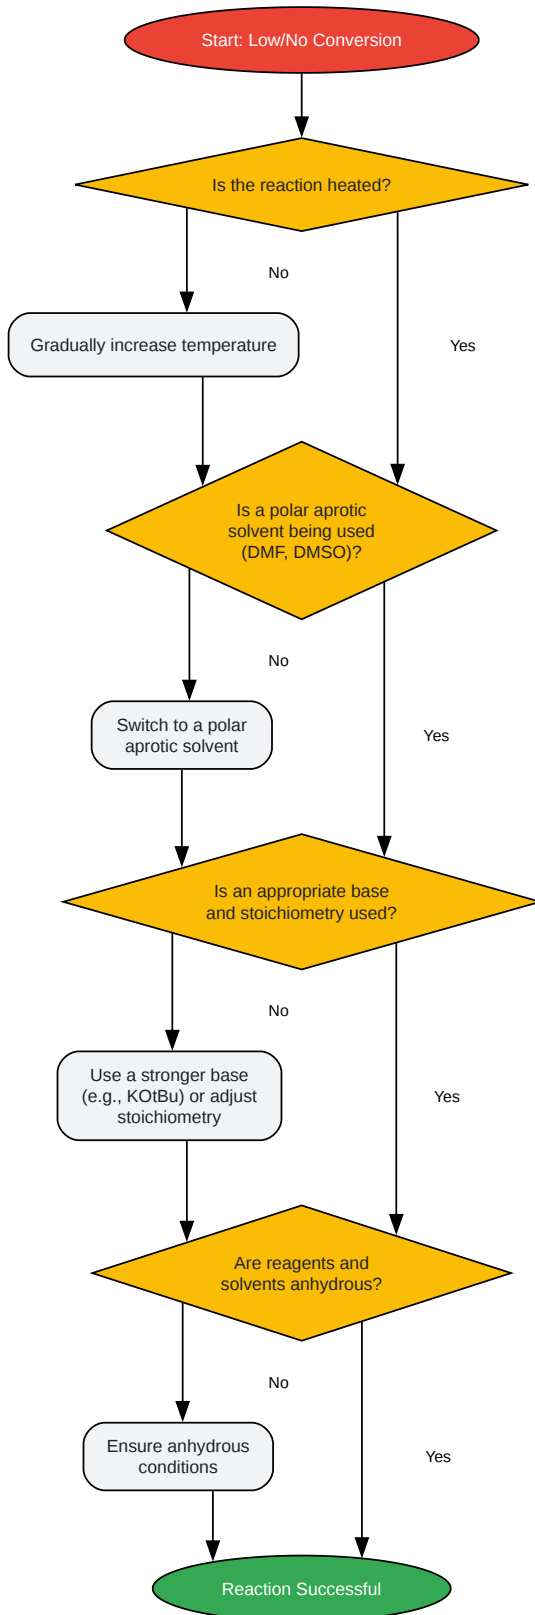 Start: Low/No Conversion
Is the reaction heated?
No
Gradually increase temperature
Yes
Is a polar aprotic
solvent being used
(DMF, DMSO)?
No
Switch to a polar
aprotic solvent
Yes
Is an appropriate base
and stoichiometry used?
No
Use a stronger base
(e.g., KOtBu) or adjust
stoichiometry
Yes
Are reagents and
solvents anhydrous?
No
Ensure anhydrous
conditions
Yes
Reaction Successful